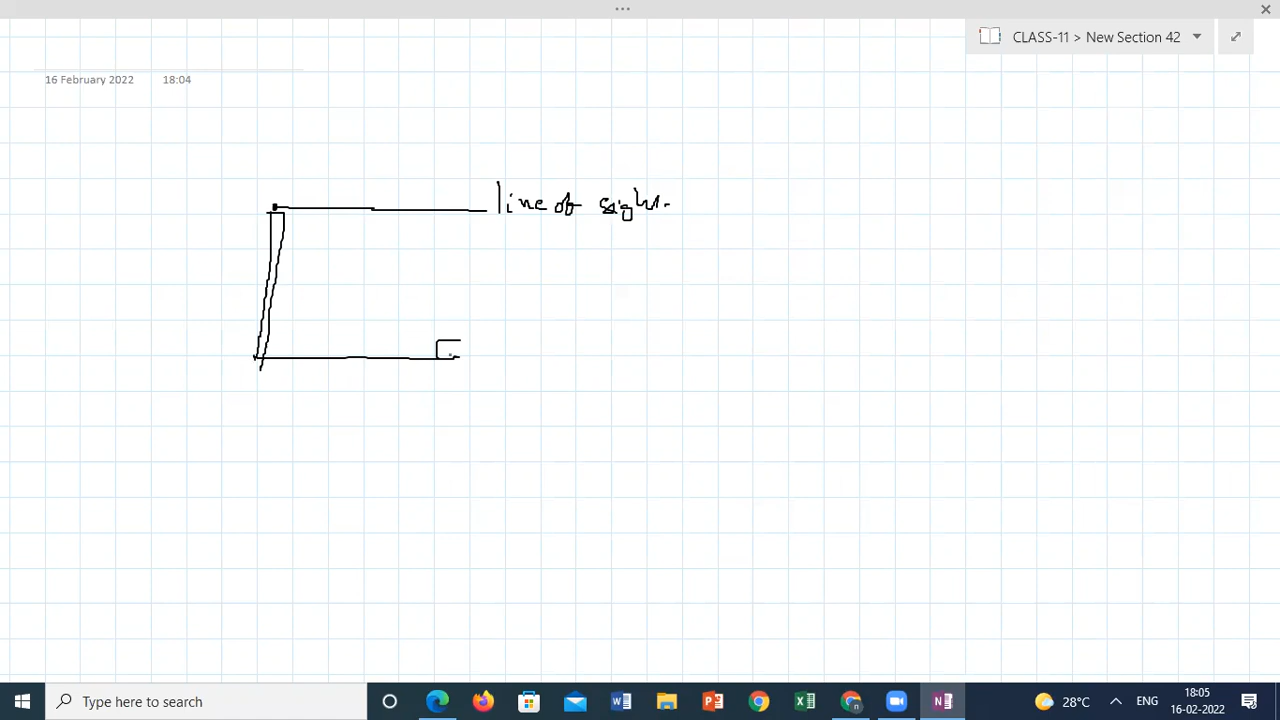 CLASS-11 > New Section 42
16 February 2022 18:04
line of sight.
Type here to search
28°C
ENG
18:05
16-02-2022